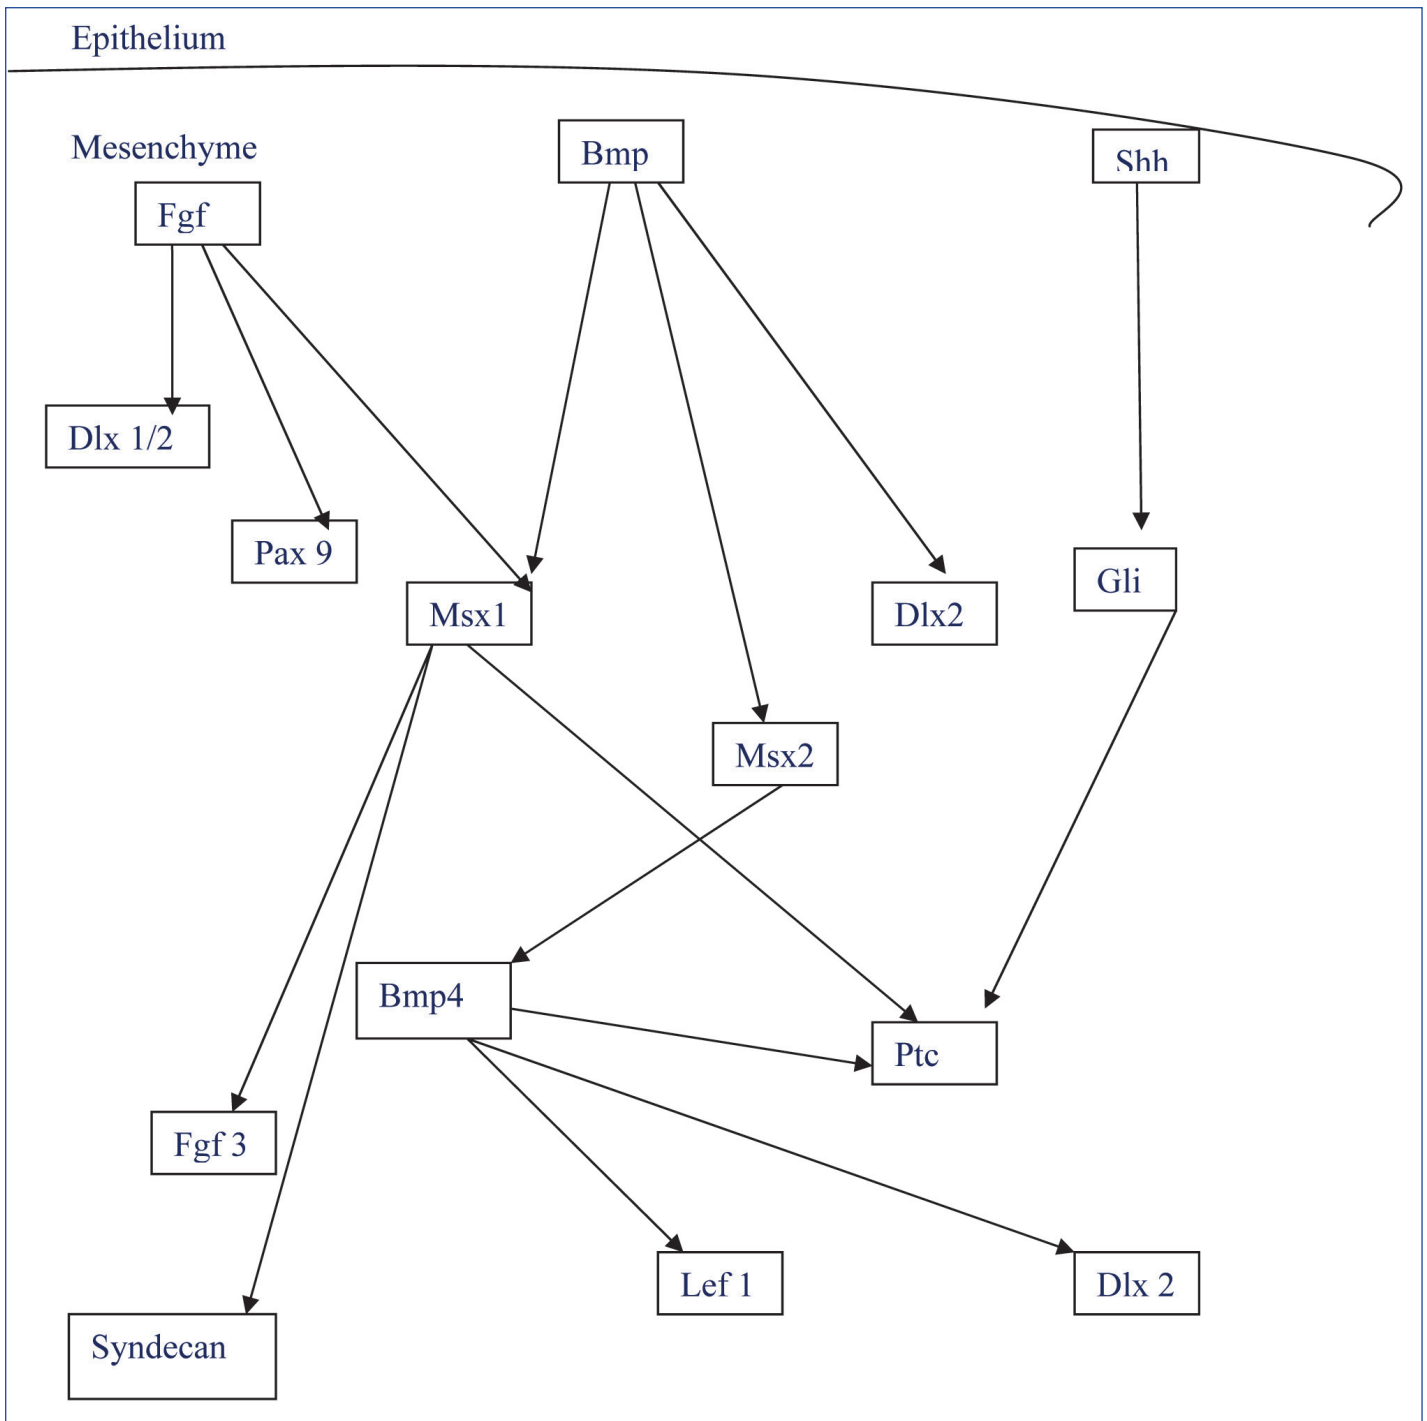 Epithelium
Mesenchyme
Bmp
Shh
Fgf
Dlx 1/2
Pax 9
Msx1
Dlx2
Gli
Msx2
Bmp4
Ptc
Fgf 3
Lef 1
Dlx 2
Syndecan